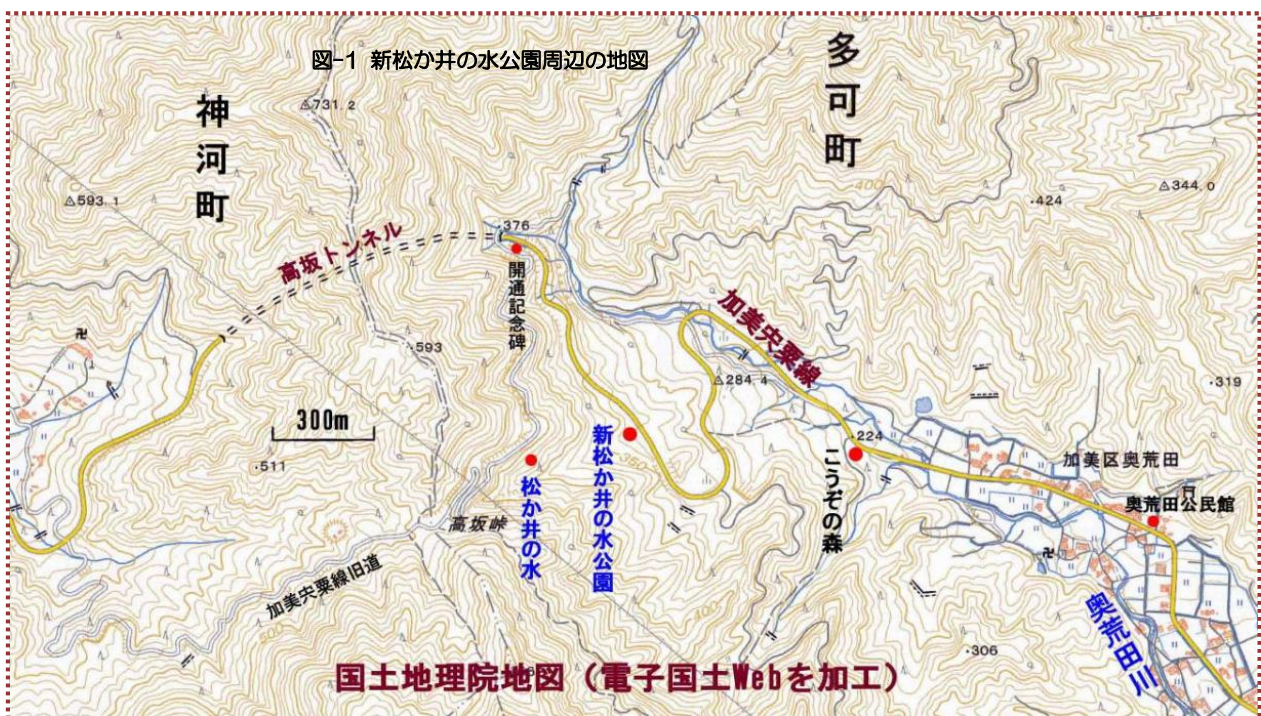 図-1 新松か井の水公園周辺の地図
神河町
多可町
731.2
593.1
376
424
344.0
400
高坂トンネル
開通記念碑
加美宍粟線
593
284.4
319
300m
511
新松か井の水公園
350
224
こうぞの森
加美区奥荒田
奥荒田公民館
松か井の水
高坂峠
加美宍粟線旧道
奥荒田川
306
国土地理院地図（電子国土Webを加工）